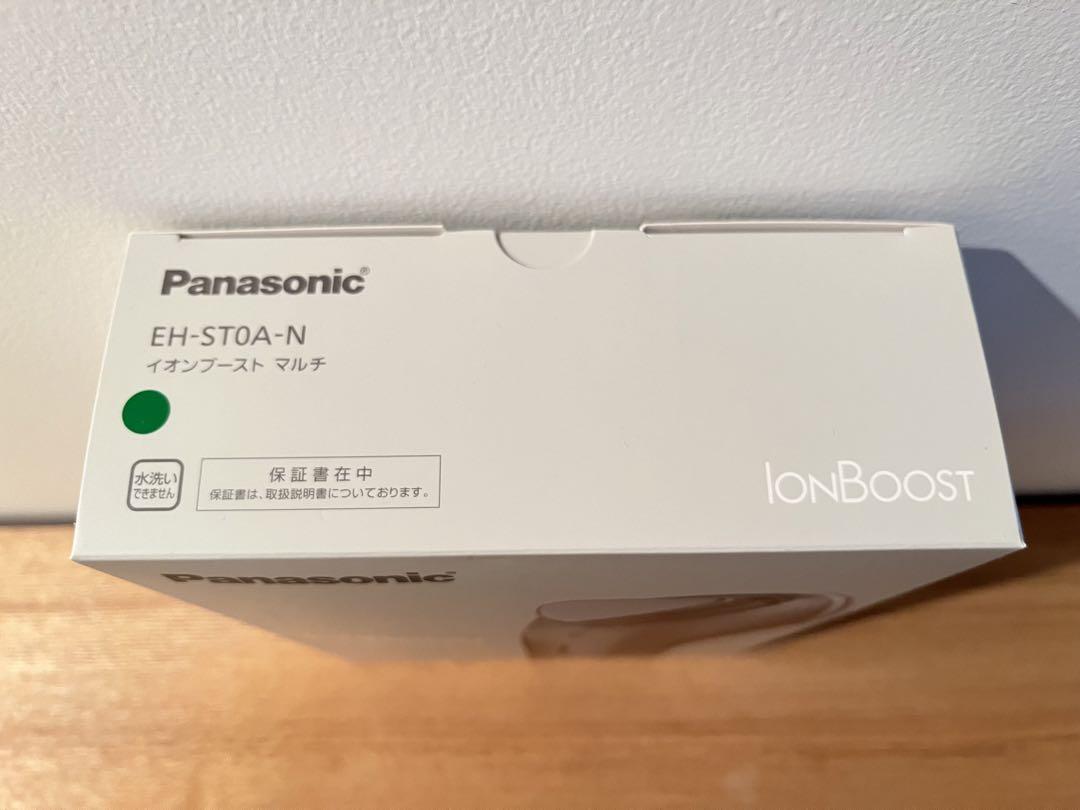 Panasonic®
EH-ST0A-N
イオンブースト マルチ
水洗い
できません
保証書在中
保証書は、取扱説明書についております。
IONBOOST
Panasonic